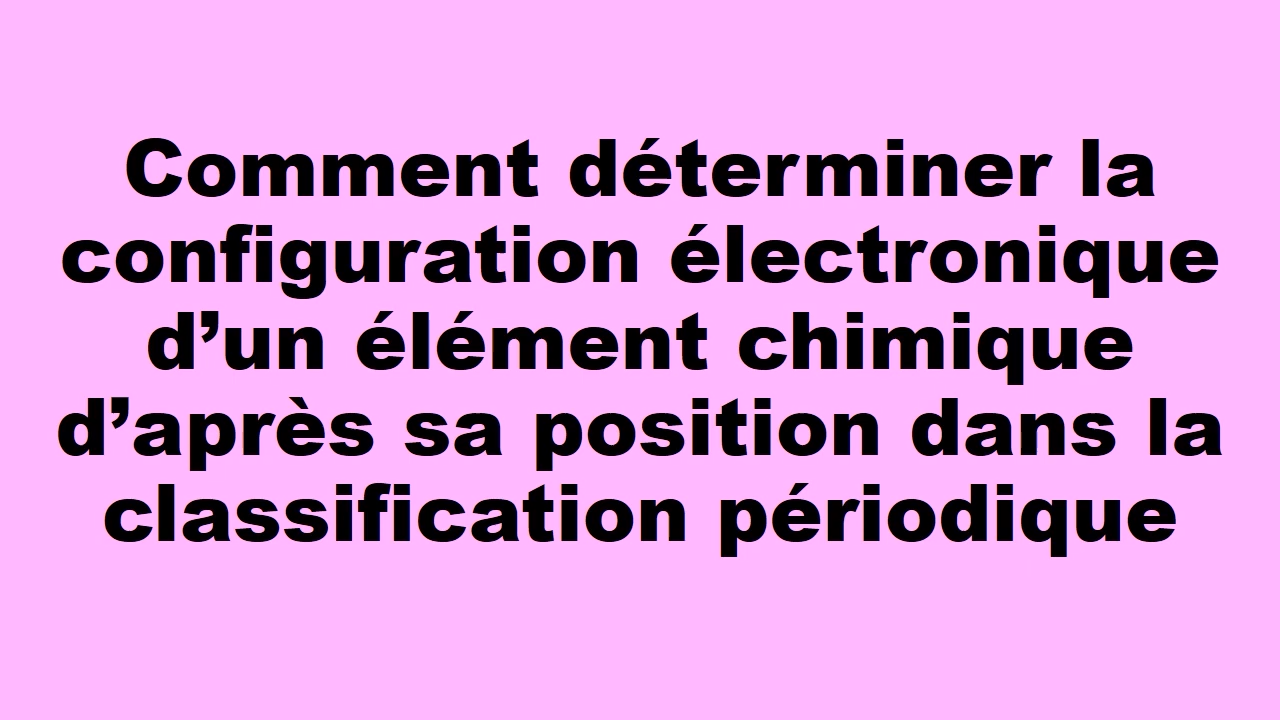 Comment déterminer la
configuration électronique
d’un élément chimique
d’après sa position dans la
classification périodique